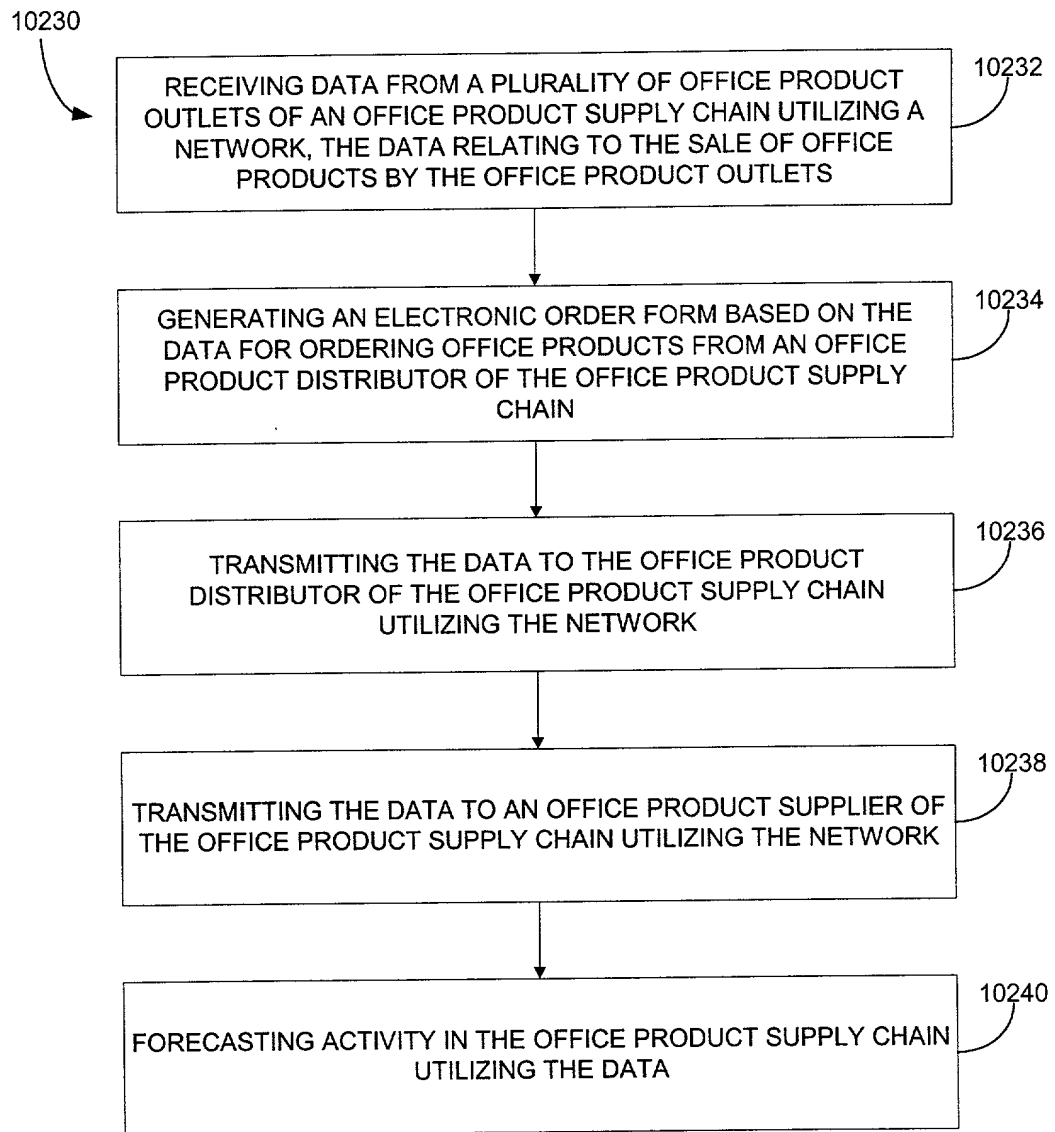 10230
RECEIVING DATA FROM A PLURALITY OF OFFICE PRODUCT
OUTLETS OF AN OFFICE PRODUCT SUPPLY CHAIN UTILIZING A
NETWORK, THE DATA RELATING TO THE SALE OF OFFICE
PRODUCTS BY THE OFFICE PRODUCT OUTLETS
10232
GENERATING AN ELECTRONIC ORDER FORM BASED ON THE
DATA FOR ORDERING OFFICE PRODUCTS FROM AN OFFICE
PRODUCT DISTRIBUTOR OF THE OFFICE PRODUCT SUPPLY
CHAIN
10234
TRANSMITTING THE DATA TO THE OFFICE PRODUCT
DISTRIBUTOR OF THE OFFICE PRODUCT SUPPLY CHAIN
UTILIZING THE NETWORK
10236
TRANSMITTING THE DATA TO AN OFFICE PRODUCT SUPPLIER OF
THE OFFICE PRODUCT SUPPLY CHAIN UTILIZING THE NETWORK
10238
FORECASTING ACTIVITY IN THE OFFICE PRODUCT SUPPLY CHAIN
UTILIZING THE DATA
10240